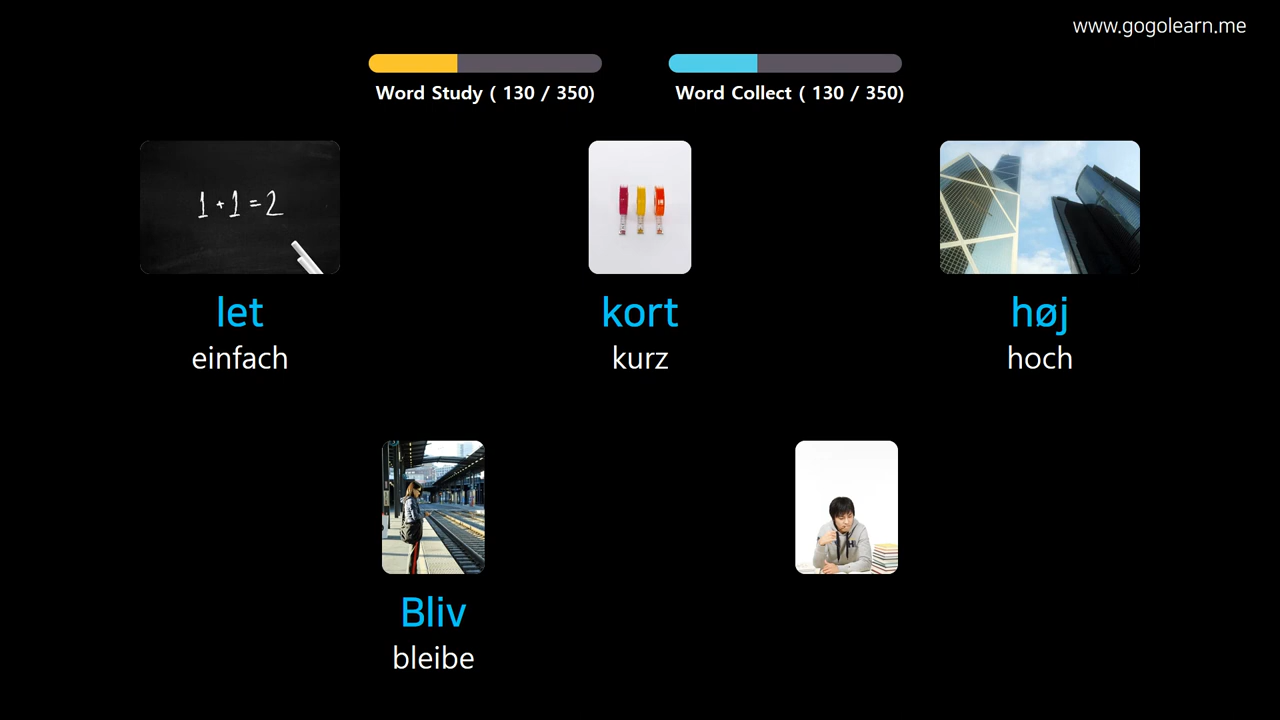 www.gogolearn.me
Word Study ( 130 / 350)
Word Collect ( 130 / 350)
1 + 1 = 2
let
kort
høj
einfach
kurz
hoch
Bliv
bleibe